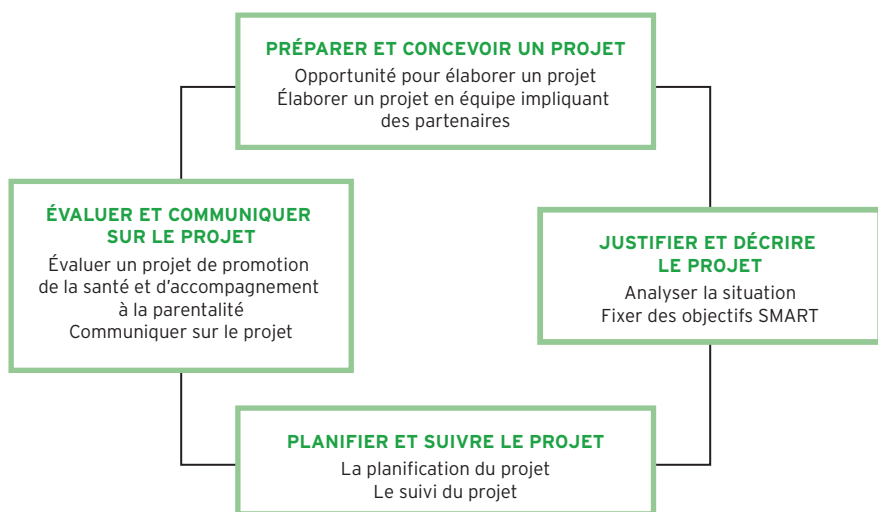 PRÉPARER ET CONCEVOIR UN PROJET
Opportunité pour élaborer un projet
Élaborer un projet en équipe impliquant
des partenaires
JUSTIFIER ET DÉCRIRE
LE PROJET
Analyser la situation
Fixer des objectifs SMART
PLANIFIER ET SUIVRE LE PROJET
La planification du projet
Le suivi du projet
ÉVALUER ET COMMUNIQUER
SUR LE PROJET
Évaluer un projet de promotion
de la santé et d'accompagnement
à la parentalité
Communiquer sur le projet